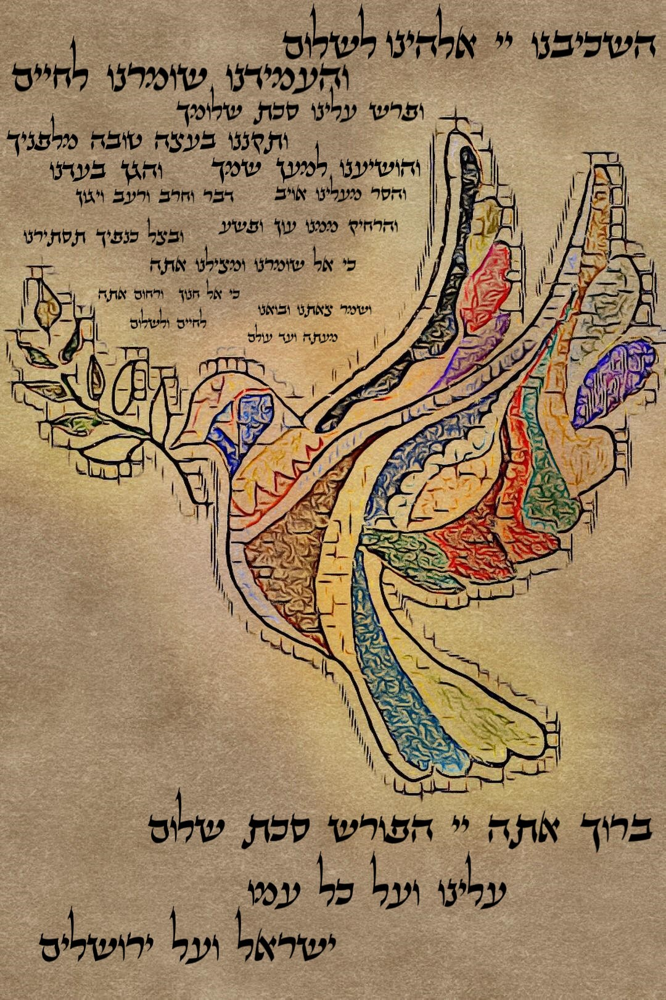 השכיבנו יי אלהינו לשלום
והעמידנו שומרנו לחיים
ופרש עלינו סכת שלומך
ותקננו בעצה טובה מלפניך
והושיענו למען שמך והגן בעדנו
והסר מעלינו אויב דבר וחרב ורעב ויגון
והרחיק ממנו עון ופשע
ובצל כנפיך תסתירנו
כי אל שומרנו ומצילנו אתה
כי אל חנון ורחום אתה
ושמר צאתנו ובואנו
לחיים ולשלום
מעתה ועד עולם
ברוך אתה יי הפורש סכת שלום
עלינו ועל כל עמו
ישראל ועל ירושלים